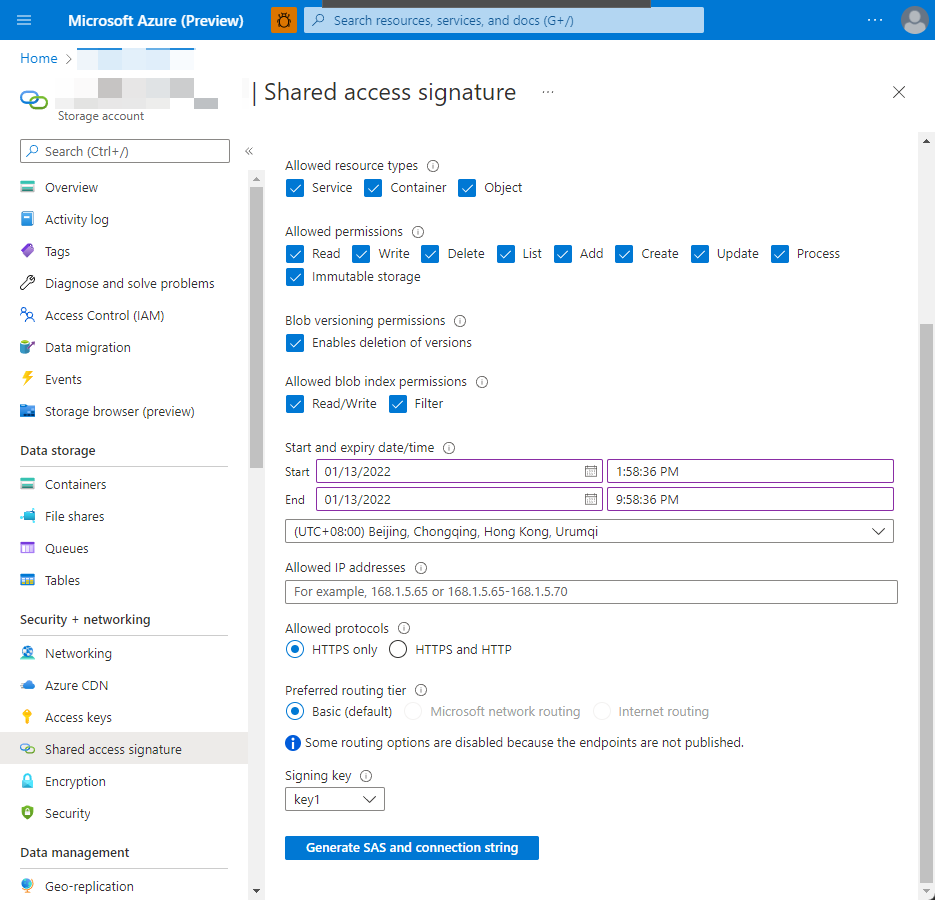 Microsoft Azure (Preview)
Search resources, services, and docs (G+/)
...
Home >
| Shared access signature ...
Storage account
Search (Ctrl+/)
«
Overview
Activity log
Tags
Diagnose and solve problems
Access Control (IAM)
Data migration
Events
Storage browser (preview)
Data storage
Containers
File shares
Queues
Tables
Security + networking
Networking
Azure CDN
Access keys
Shared access signature
Encryption
Security
Data management
Geo-replication
Allowed resource types
Service Container Object
Allowed permissions
Read Write Delete List Add Create Update Process
Immutable storage
Blob versioning permissions
Enables deletion of versions
Allowed blob index permissions
Read/Write Filter
Start and expiry date/time
Start 01/13/2022 1:58:36 PM
End 01/13/2022 9:58:36 PM
(UTC+08:00) Beijing, Chongqing, Hong Kong, Urumqi
Allowed IP addresses
For example, 168.1.5.65 or 168.1.5.65-168.1.5.70
Allowed protocols
HTTPS only HTTPS and HTTP
Preferred routing tier
Basic (default) Microsoft network routing Internet routing
Some routing options are disabled because the endpoints are not published.
Signing key
key1
Generate SAS and connection string